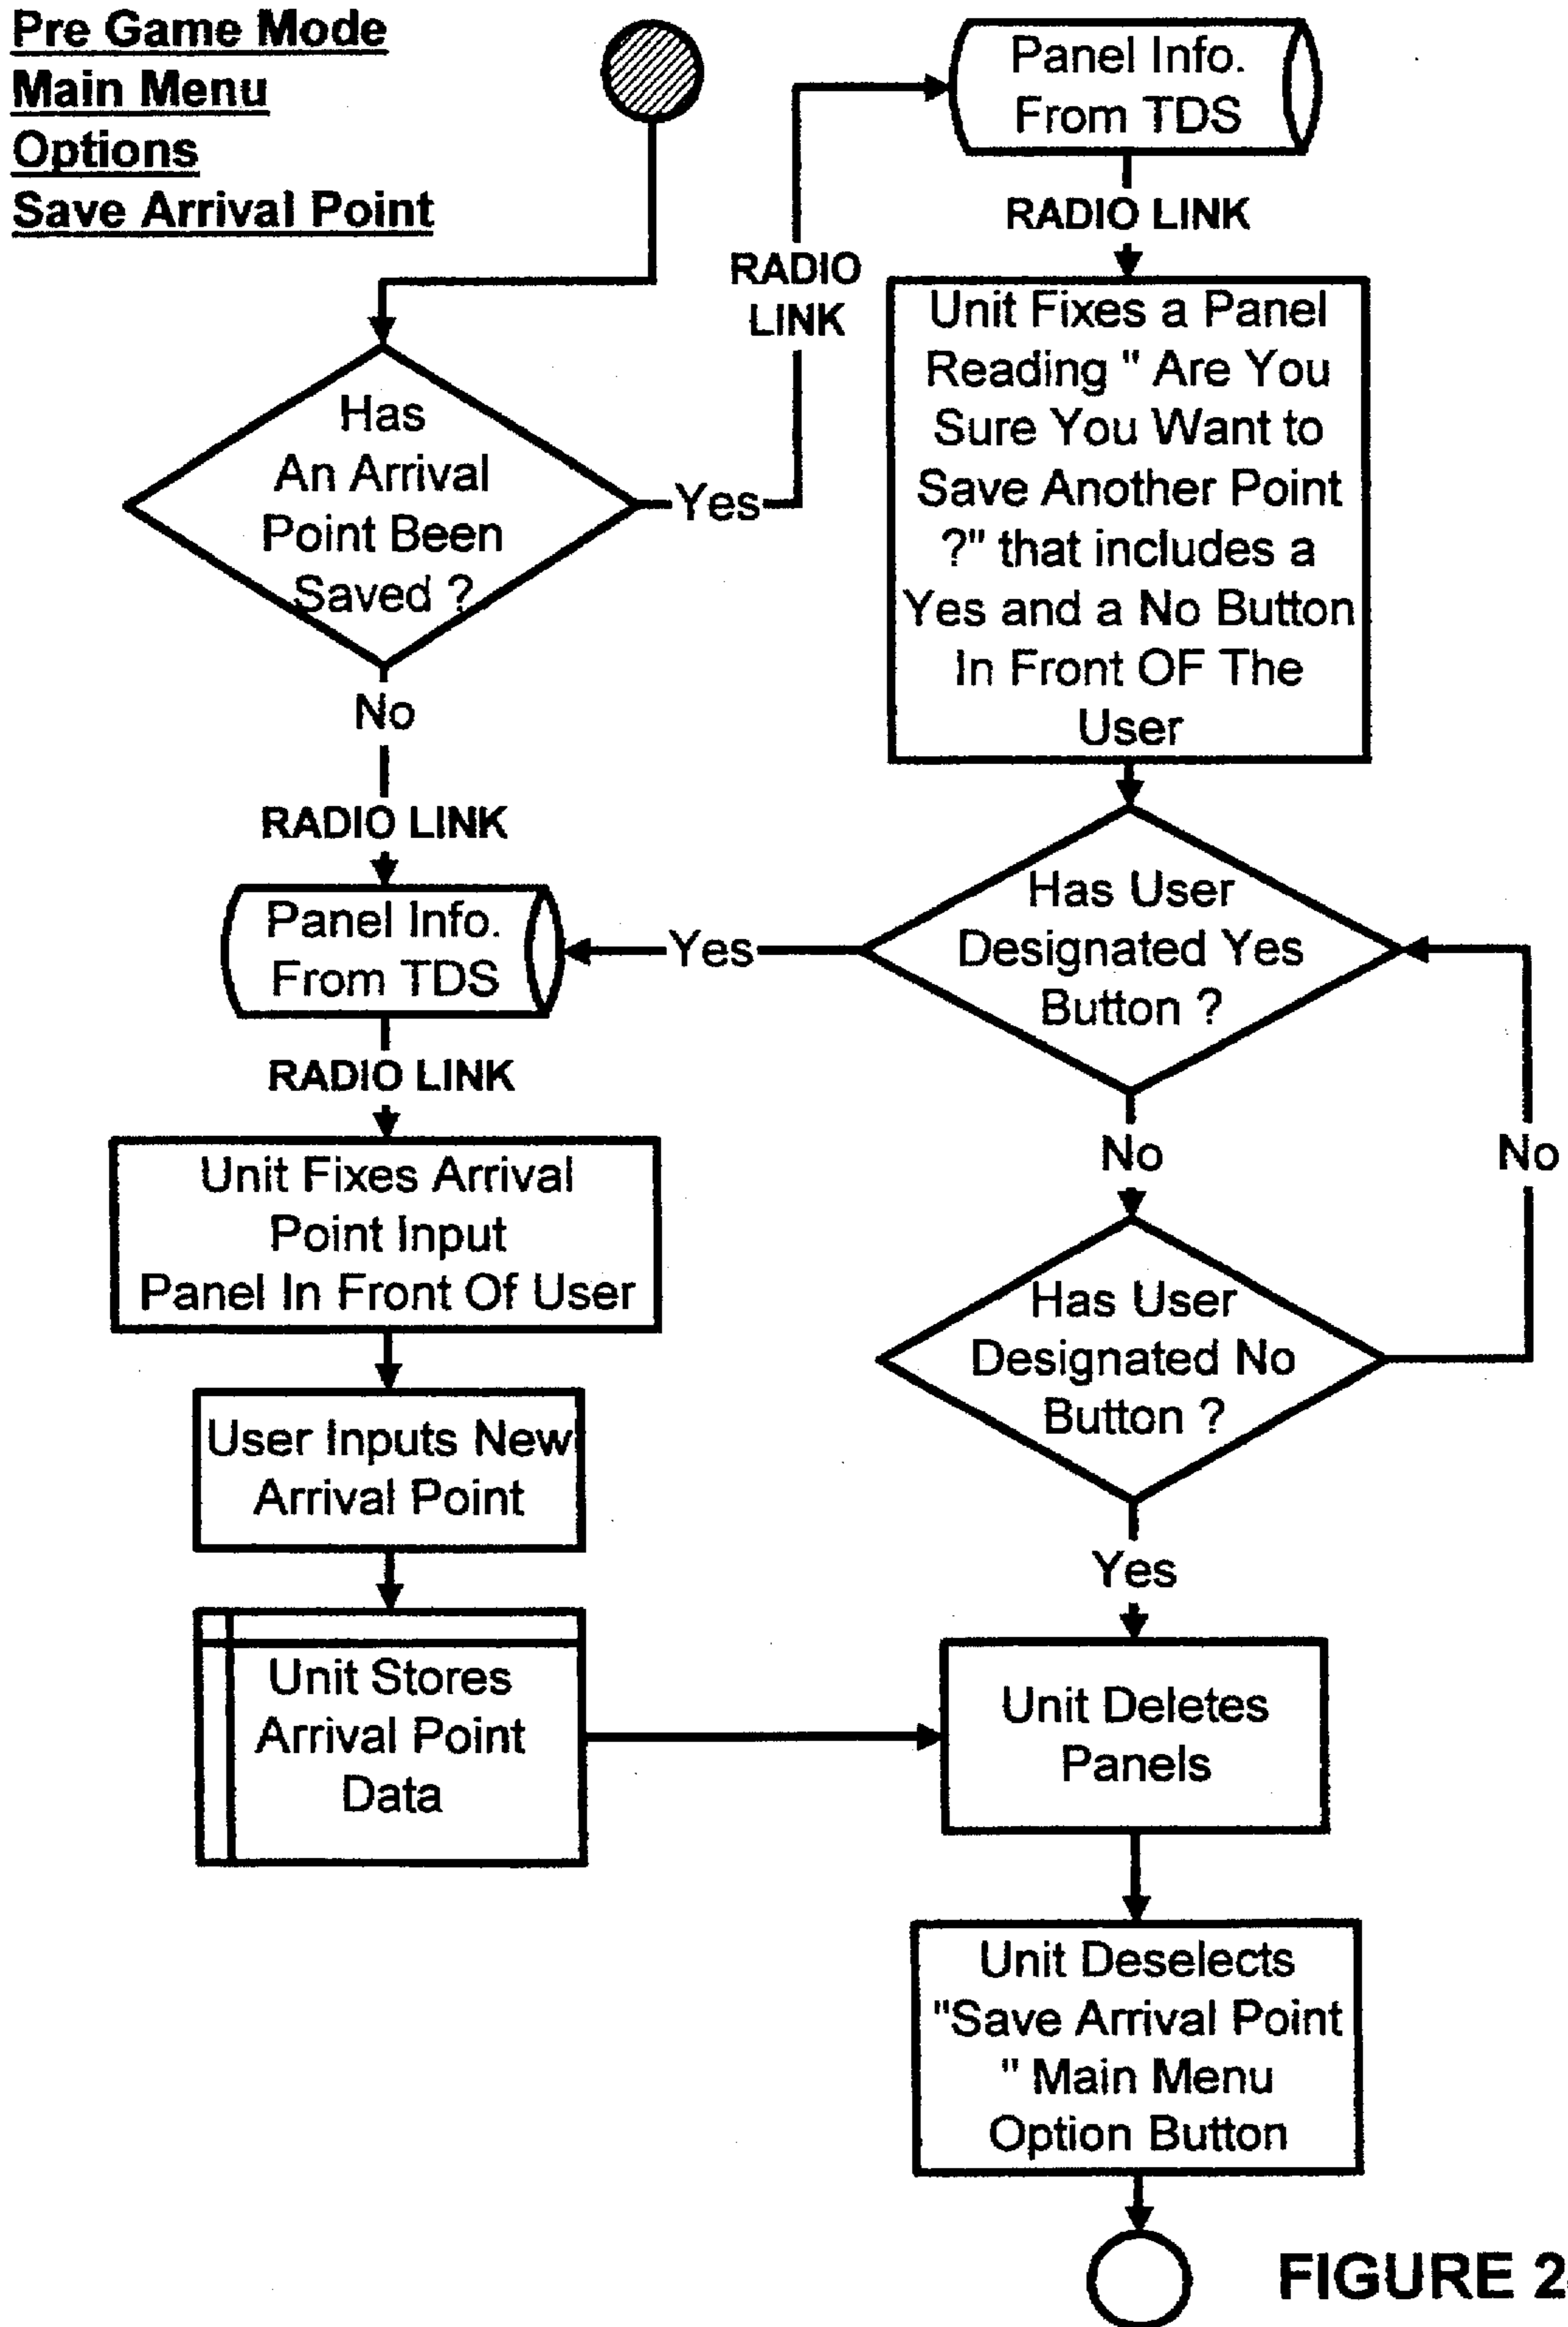 Pre Game Mode
Main Menu
Options
Save Arrival Point
Panel Info.
From TDS
RADIO LINK
RADIO
LINK
Unit Fixes a Panel
Reading " Are You
Sure You Want to
Save Another Point
?" that includes a
Yes and a No Button
In Front OF The
User
Has
An Arrival
Point Been
Saved ?
Yes
No
RADIO LINK
Panel Info.
From TDS
Yes
Has User
Designated Yes
Button ?
RADIO LINK
No
No
Unit Fixes Arrival
Point Input
Panel In Front Of User
Has User
Designated No
Button ?
User Inputs New
Arrival Point
Yes
Unit Stores
Arrival Point
Data
Unit Deletes
Panels
Unit Deselects
"Save Arrival Point
" Main Menu
Option Button
FIGURE 2